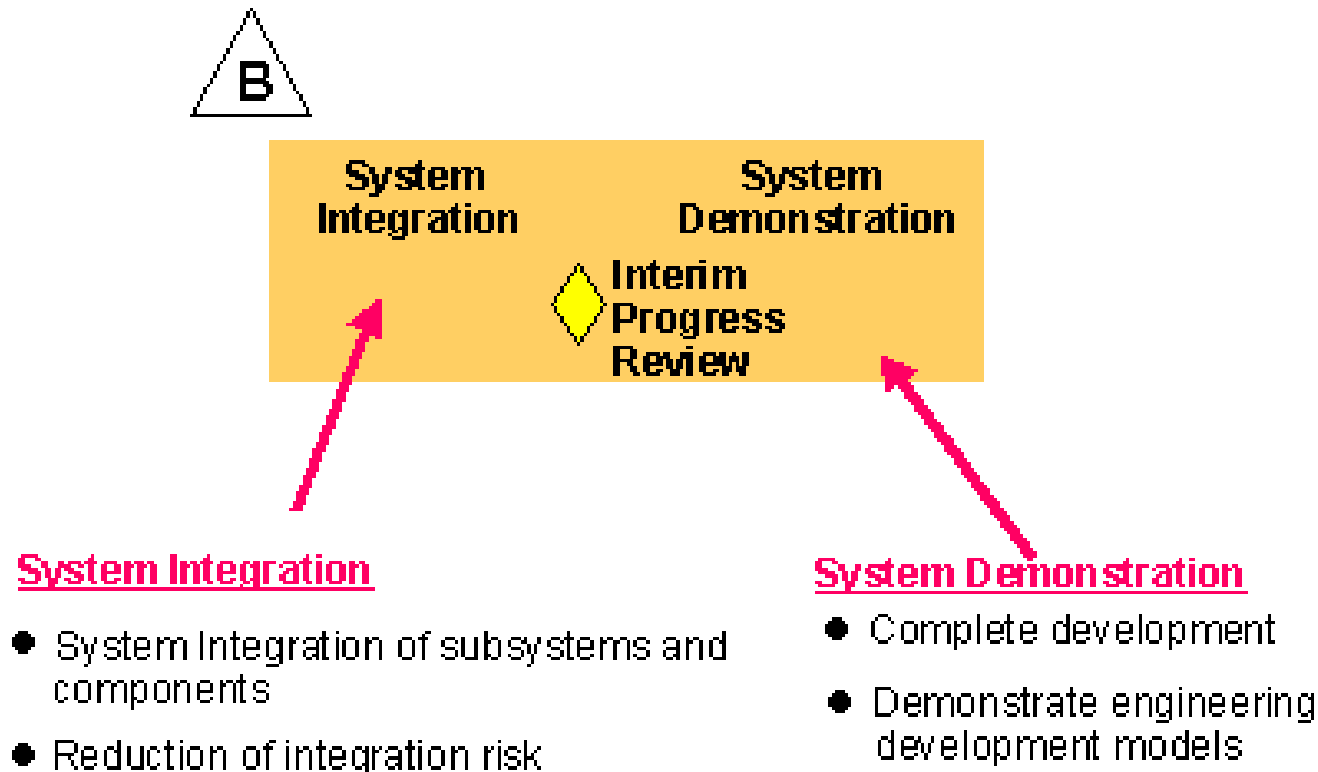 B
System
Integration
System
Demonstration
Interim
Progress
Review
System Integration
● System Integration of subsystems and
components
● Reduction of integration risk
System Demonstration
● Complete development
● Demonstrate engineering
development models